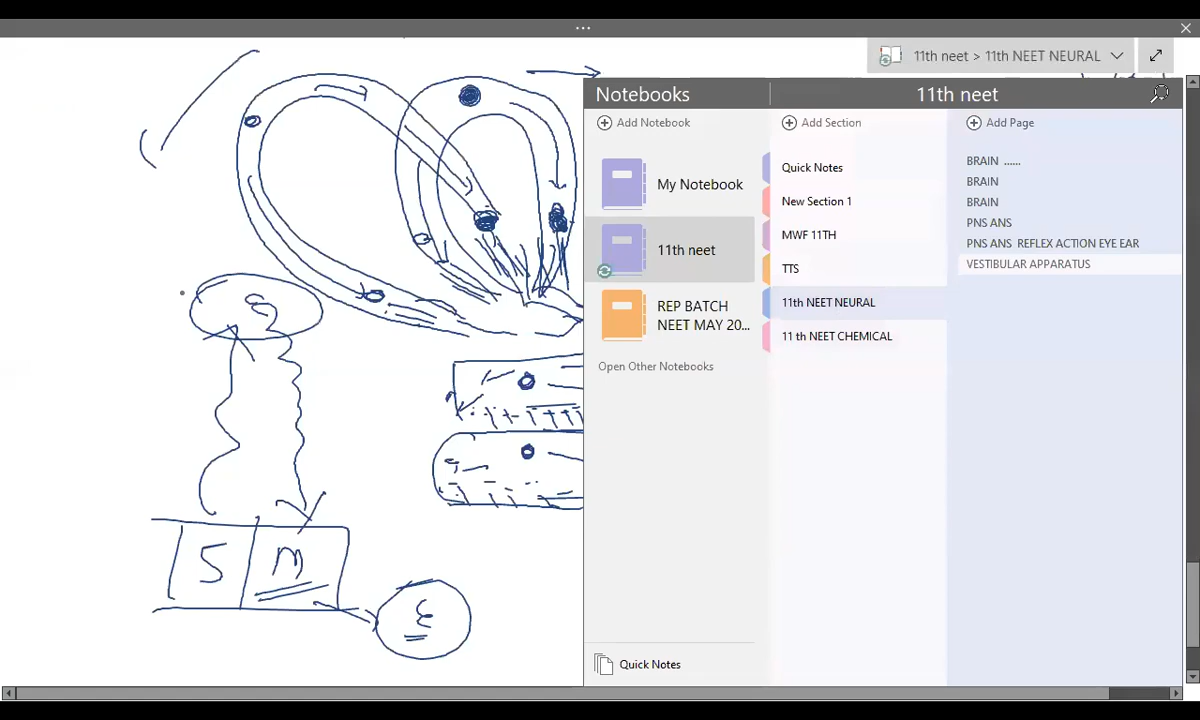 11th neet > 11th NEET NEURAL
Notebooks
11th neet
Add Notebook
Add Section
Add Page
My Notebook
11th neet
REP BATCH
NEET MAY 20...
Open Other Notebooks
Quick Notes
Quick Notes
New Section 1
MWF 11TH
TTS
11th NEET NEURAL
11 th NEET CHEMICAL
BRAIN ......
BRAIN
BRAIN
PNS ANS
PNS ANS REFLEX ACTION EYE EAR
VESTIBULAR APPARATUS
S
m